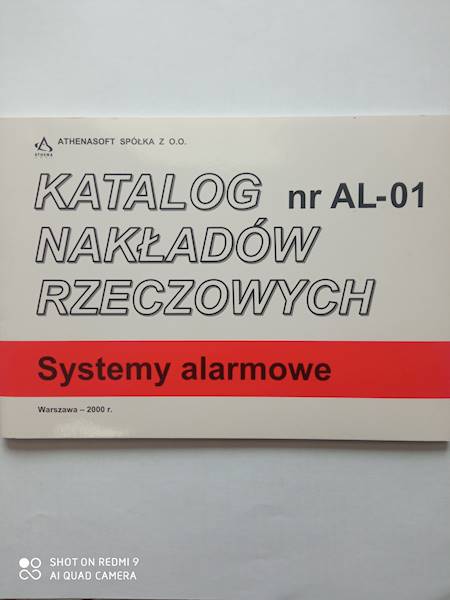 ATHENA
ATHENASOFT SPÓŁKA Z O.O.
KATALOG nr AL-01
NAKŁADÓW
RZECZOWYCH
Systemy alarmowe
Warszawa – 2000 r.
SHOT ON REDMI 9
AI QUAD CAMERA